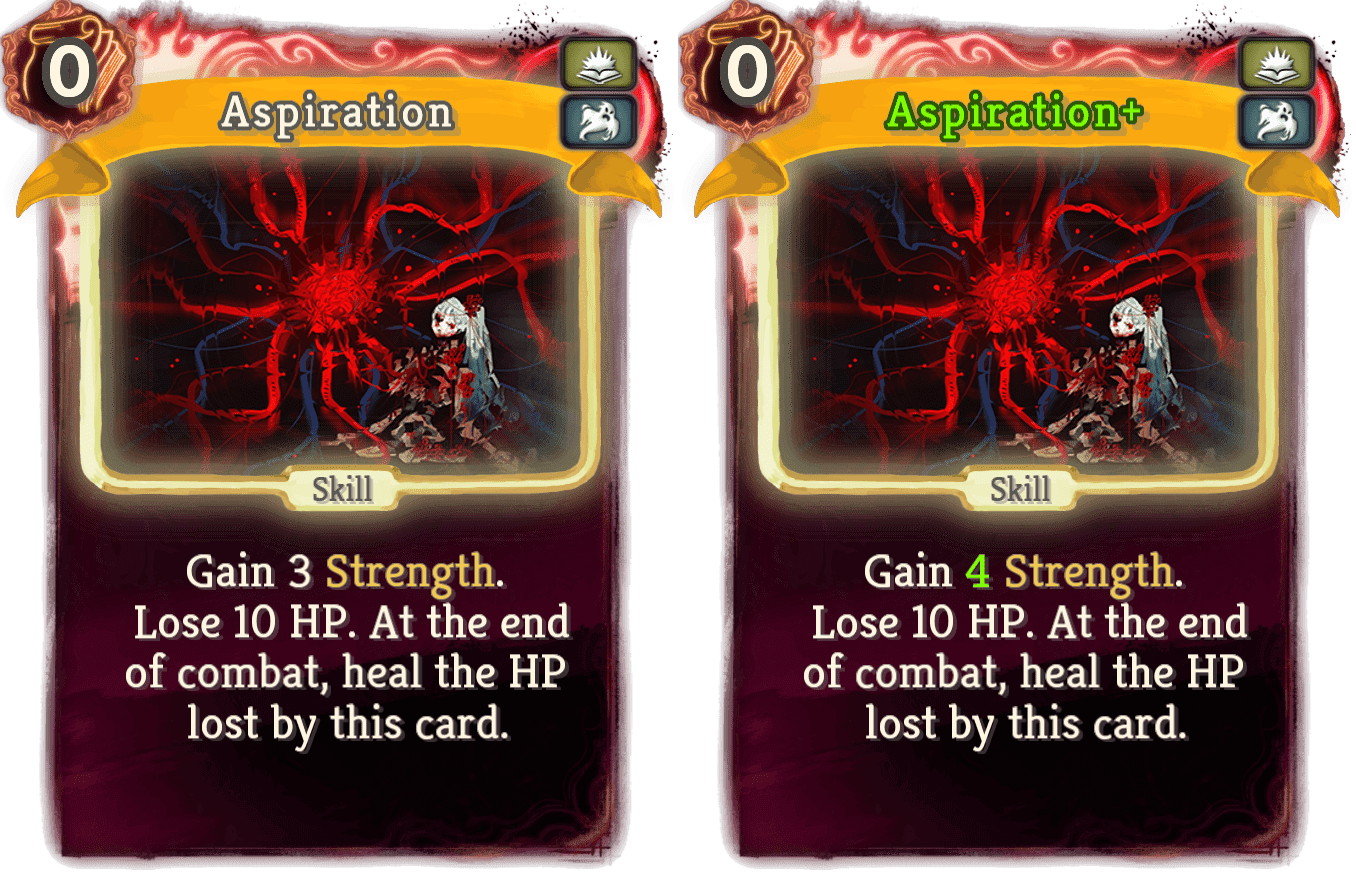 0
Aspiration
Skill
Gain 3 Strength.
Lose 10 HP. At the end
of combat, heal the HP
lost by this card.
0
Aspiration+
Skill
Gain 4 Strength.
Lose 10 HP. At the end
of combat, heal the HP
lost by this card.